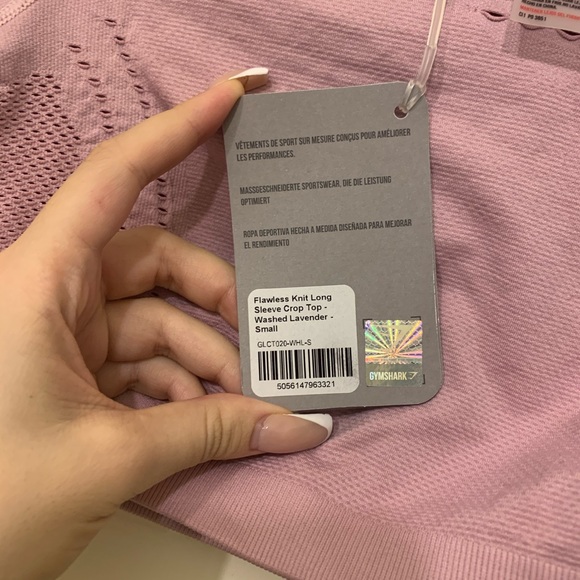 VÊTEMENTS DE SPORT SUR MESURE CONÇUS POUR AMÉLIORER
LES PERFORMANCES.
MASSGESCHNEIDERTE SPORTSWEAR, DIE DIE LEISTUNG
OPTIMIERT
ROPA DEPORTIVA HECHA A MEDIDA DISEÑADA PARA MEJORAR
EL RENDIMIENTO
Flawless Knit Long
Sleeve Crop Top -
Washed Lavender -
Small
GLCT020-WHL-S
5056147963321
GYMSHARK